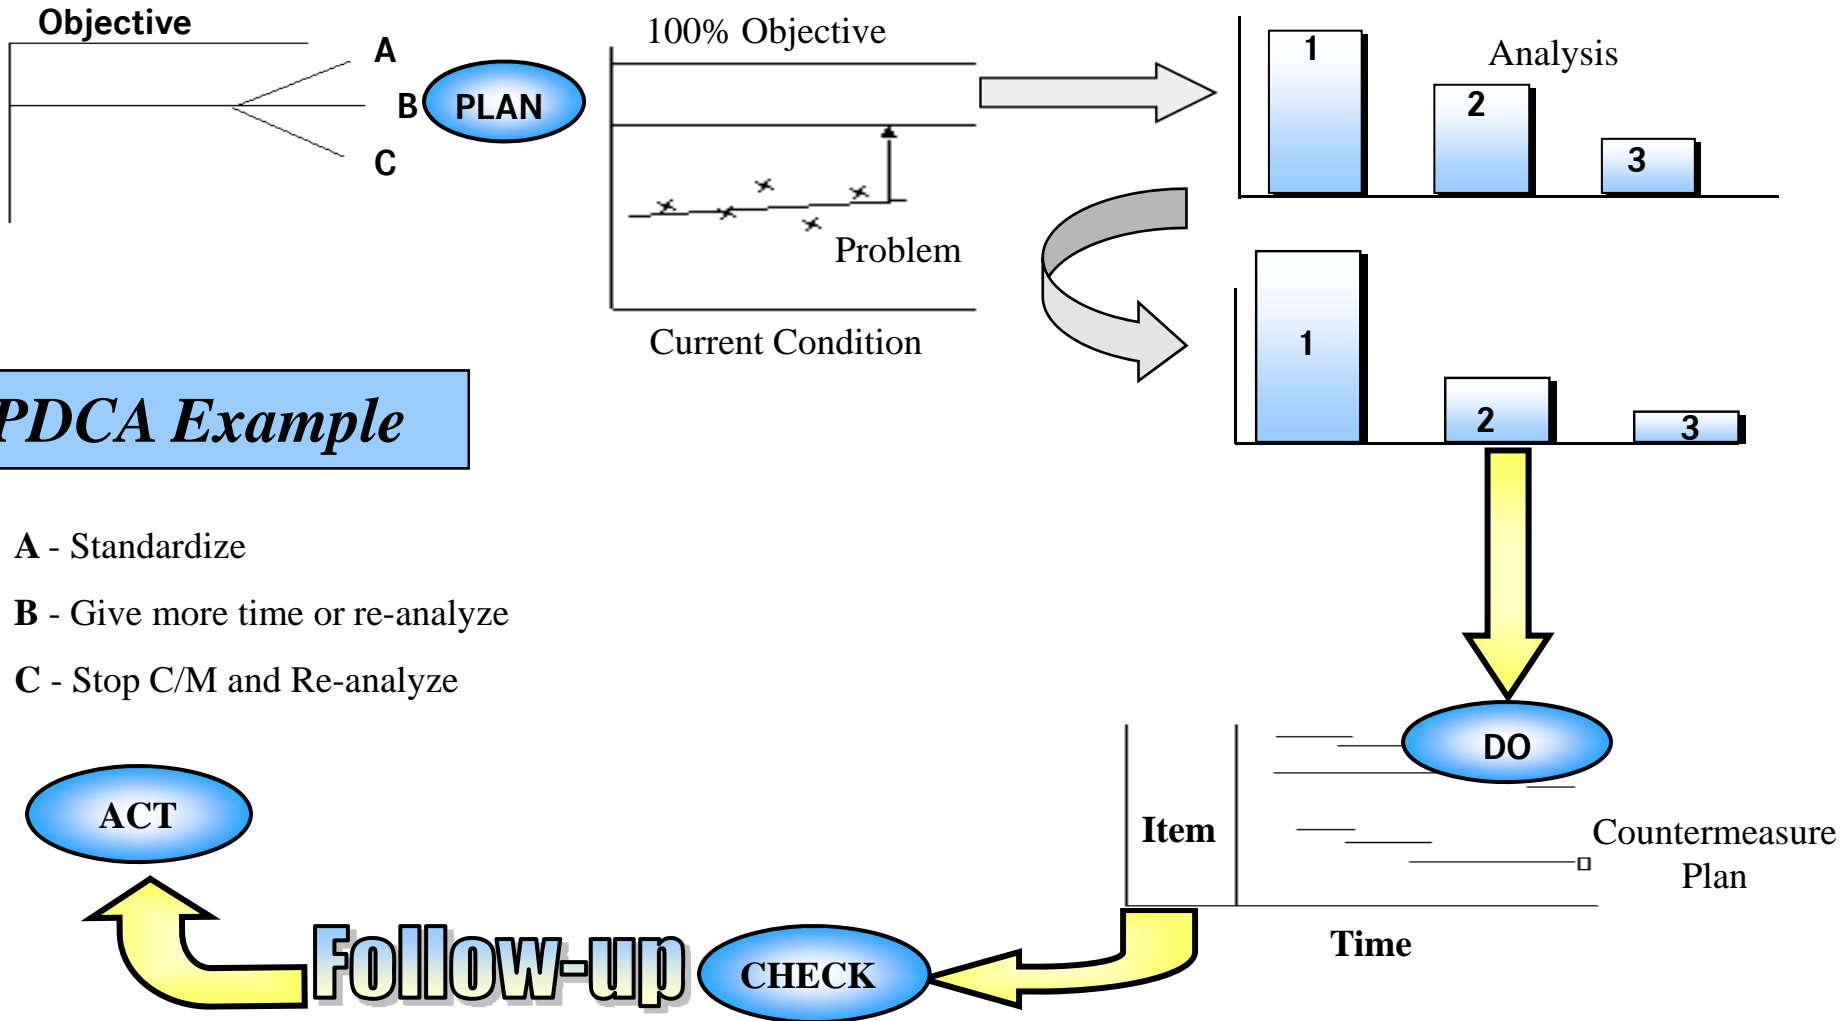 Objective
A
B
C
PLAN
100% Objective
Problem
Current Condition
Analysis
1
2
3
1
2
3
PDCA Example
A - Standardize
B - Give more time or re-analyze
C - Stop C/M and Re-analyze
DO
Item
Countermeasure
Plan
Time
ACT
Follow-up
CHECK